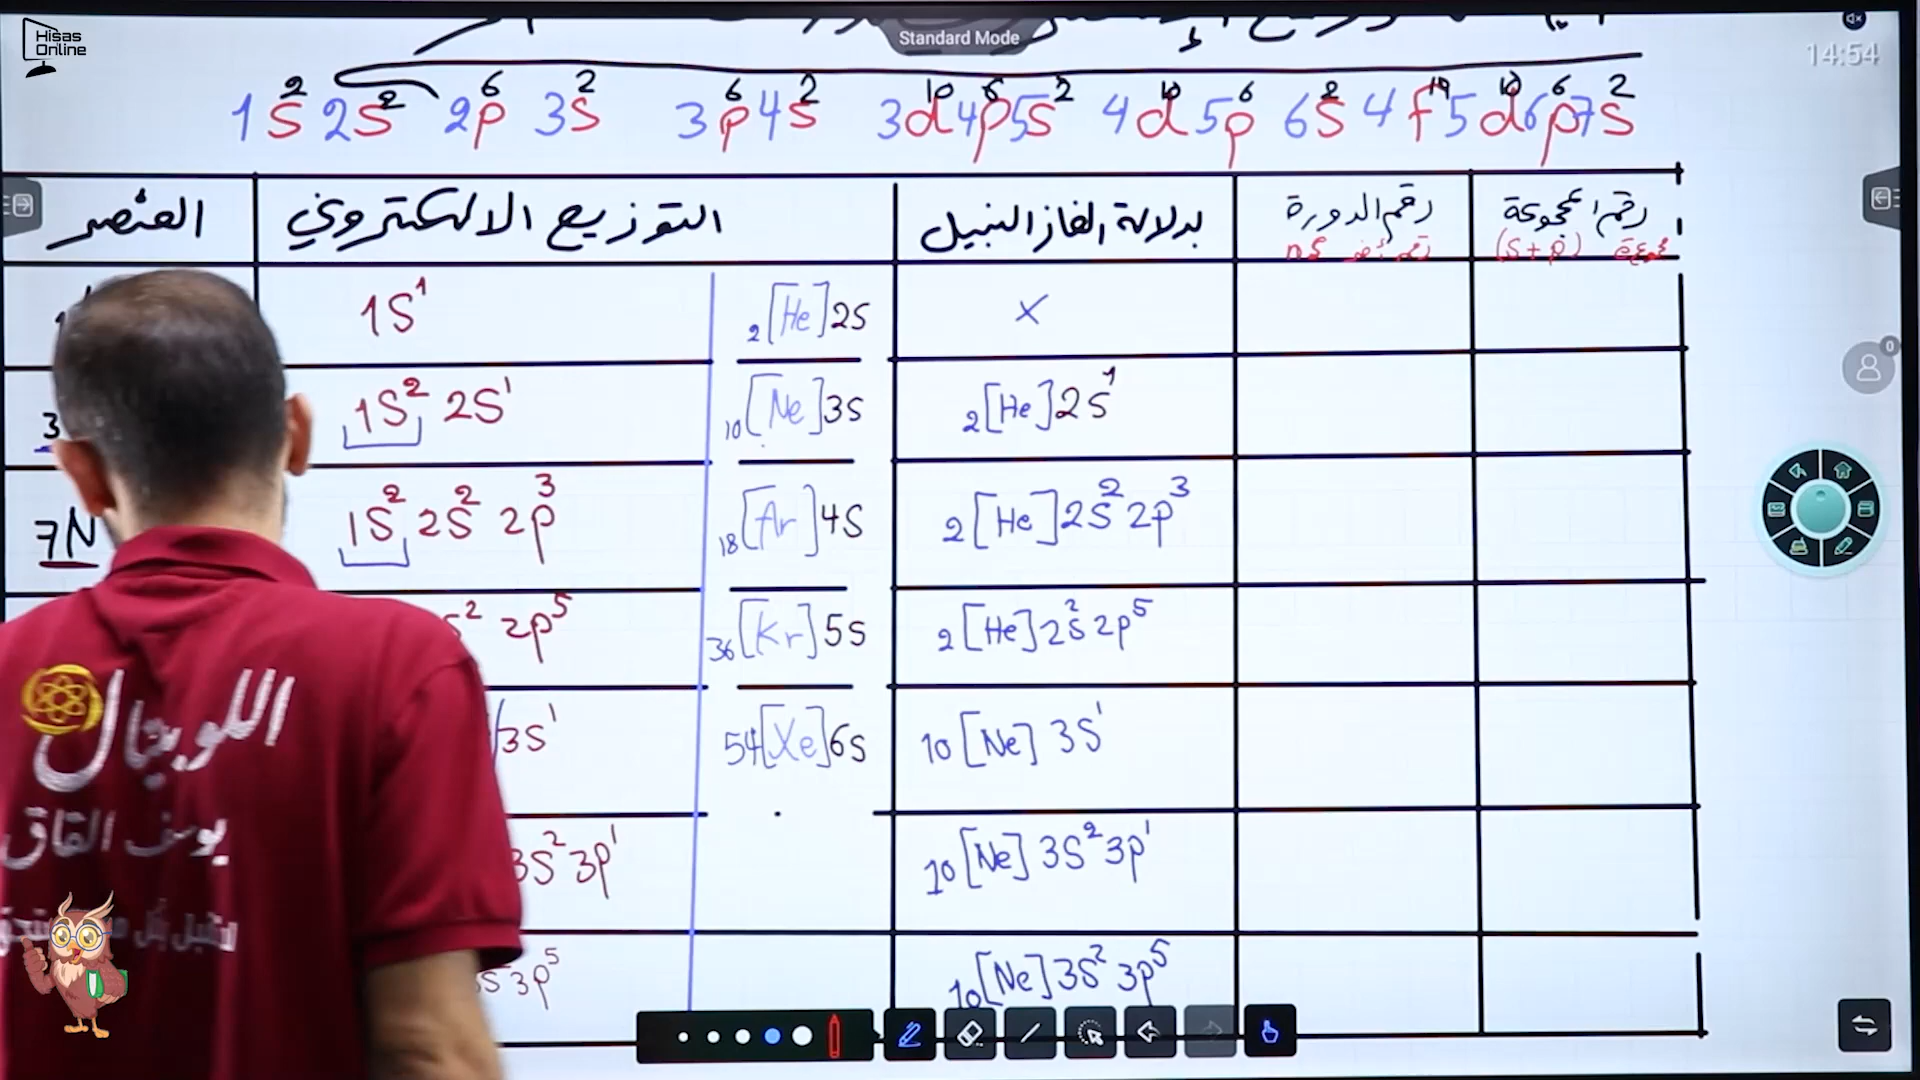 Hisas Online
Standard Mode
14:54
1s² 2s² 2p⁶ 3s² 3p⁶ 4s² 3d¹⁰ 4p⁶ 5s² 4d¹⁰ 5p⁶ 6s² 4f¹⁴ 5d¹⁰ 6p⁶ 7s²
العنصر التوزيع الالكتروني بدلالة الغاز النبيل رقم الدورة رقم المجموعة
(s+p)
1s¹ ₂[He]2s X
3 1s² 2s¹ ₁₀[Ne]3s ₂[He]2s¹
7N 1s² 2s² 2p³ ₁₈[Ar]4s ₂[He]2s² 2p³
s² 2p⁵ ₃₆[Kr]5s ₂[He]2s² 2p⁵
3s¹ 54[Xe]6s 10[Ne] 3s¹
3s² 3p¹ 10[Ne] 3s² 3p¹
3p⁵ 10[Ne]3s² 3p⁵
0
اللوبيتال
يوسف القاق